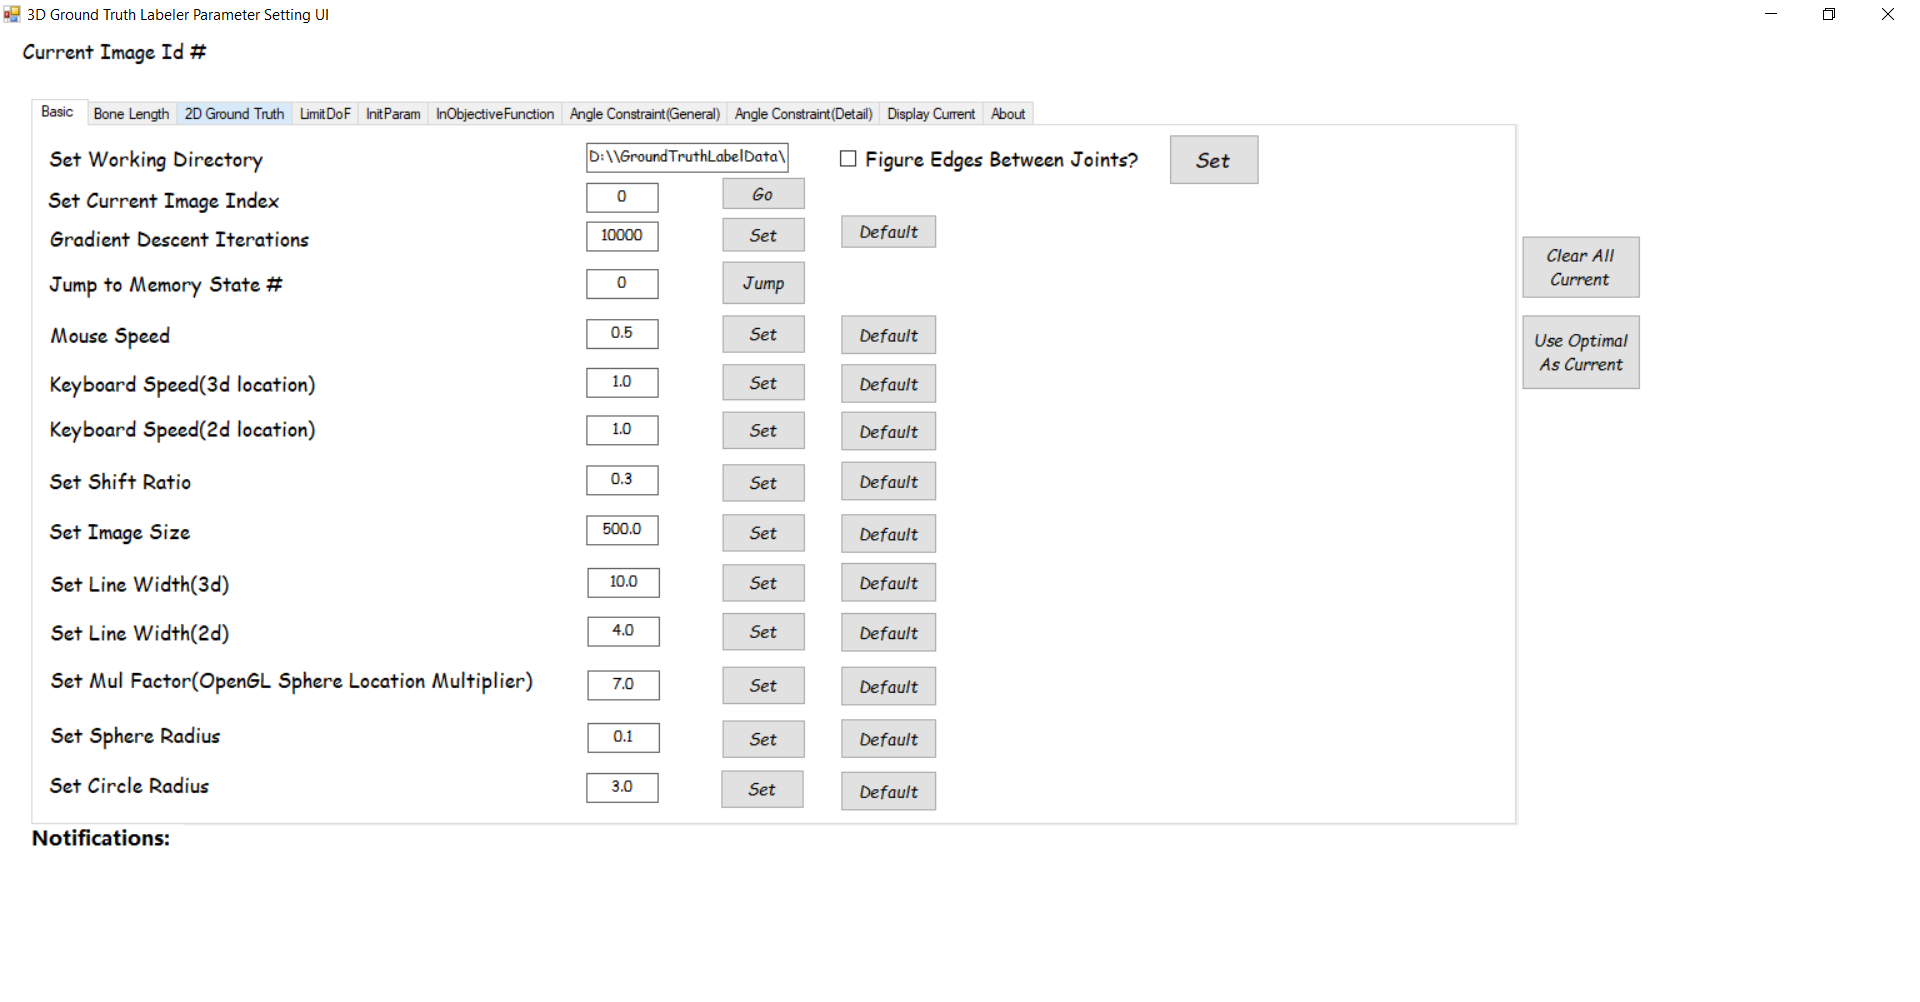 3D Ground Truth Labeler Parameter Setting UI
Current Image Id #
Basic Bone Length 2D Ground Truth LimitDoF InitParam InObjectiveFunction Angle Constraint(General) Angle Constraint(Detail) Display Current About
Set Working Directory D:\\GroundTruthLabelData\ Figure Edges Between Joints? Set
Set Current Image Index 0 Go
Gradient Descent Iterations 10000 Set Default
Clear All
Current
Jump to Memory State # 0 Jump
Mouse Speed 0.5 Set Default
Use Optimal
As Current
Keyboard Speed(3d location) 1.0 Set Default
Keyboard Speed(2d location) 1.0 Set Default
Set Shift Ratio 0.3 Set Default
Set Image Size 500.0 Set Default
Set Line Width(3d) 10.0 Set Default
Set Line Width(2d) 4.0 Set Default
Set Mul Factor(OpenGL Sphere Location Multiplier) 7.0 Set Default
Set Sphere Radius 0.1 Set Default
Set Circle Radius 3.0 Set Default
Notifications: